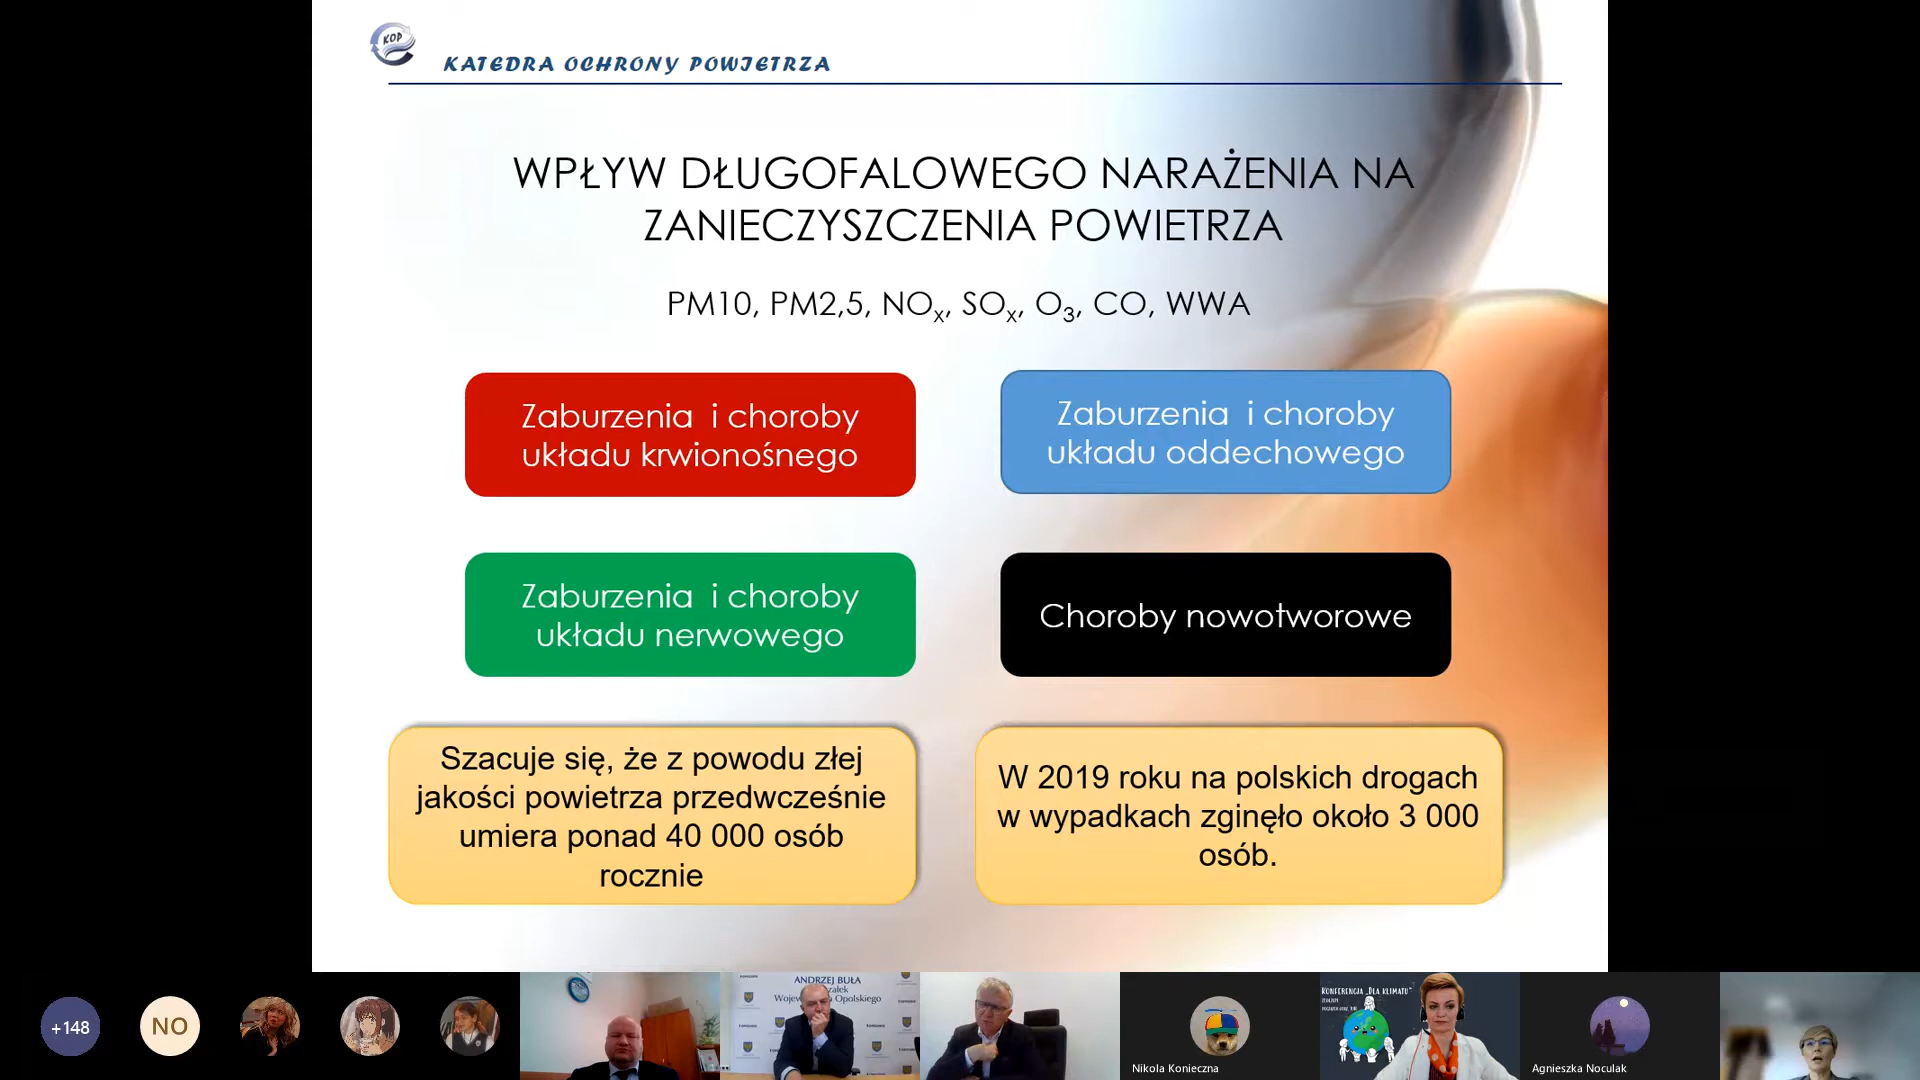 KOP
KATEDRA OCHRONY POWIETRZA
WPŁYW DŁUGOFALOWEGO NARAŻENIA NA
ZANIECZYSZCZENIA POWIETRZA
PM10, PM2,5, NOx, SOx, O3, CO, WWA
Zaburzenia i choroby
układu krwionośnego
Zaburzenia i choroby
układu oddechowego
Zaburzenia i choroby
układu nerwowego
Choroby nowotworowe
Szacuje się, że z powodu złej
jakości powietrza przedwcześnie
umiera ponad 40 000 osób
rocznie
W 2019 roku na polskich drogach
w wypadkach zginęło około 3 000
osób.
+148
NO
ANDRZEJ BUŁA
Opolskiego
Nikola Konieczna
KONFERENCJA „DLA KLIMATU"
Agnieszka Noculak